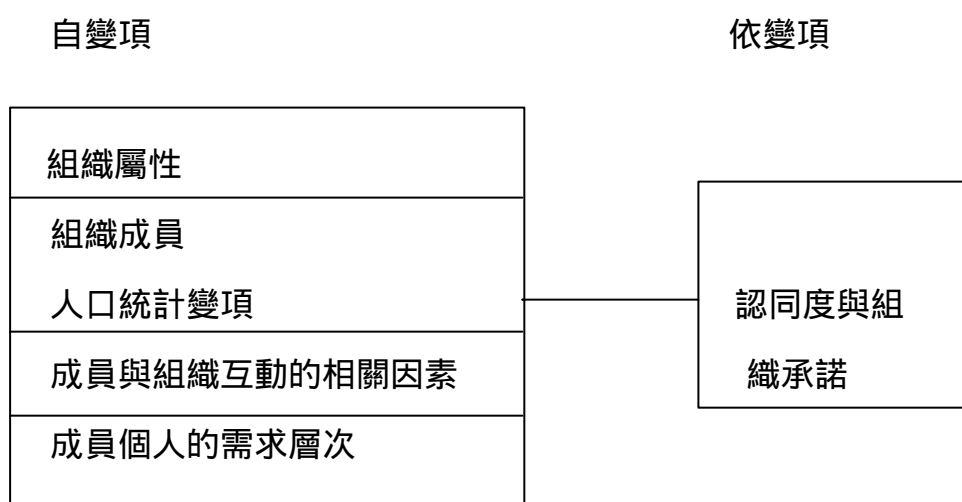 自變項 依變項
組織屬性
組織成員
人口統計變項
成員與組織互動的相關因素
成員個人的需求層次
認同度與組
織承諾